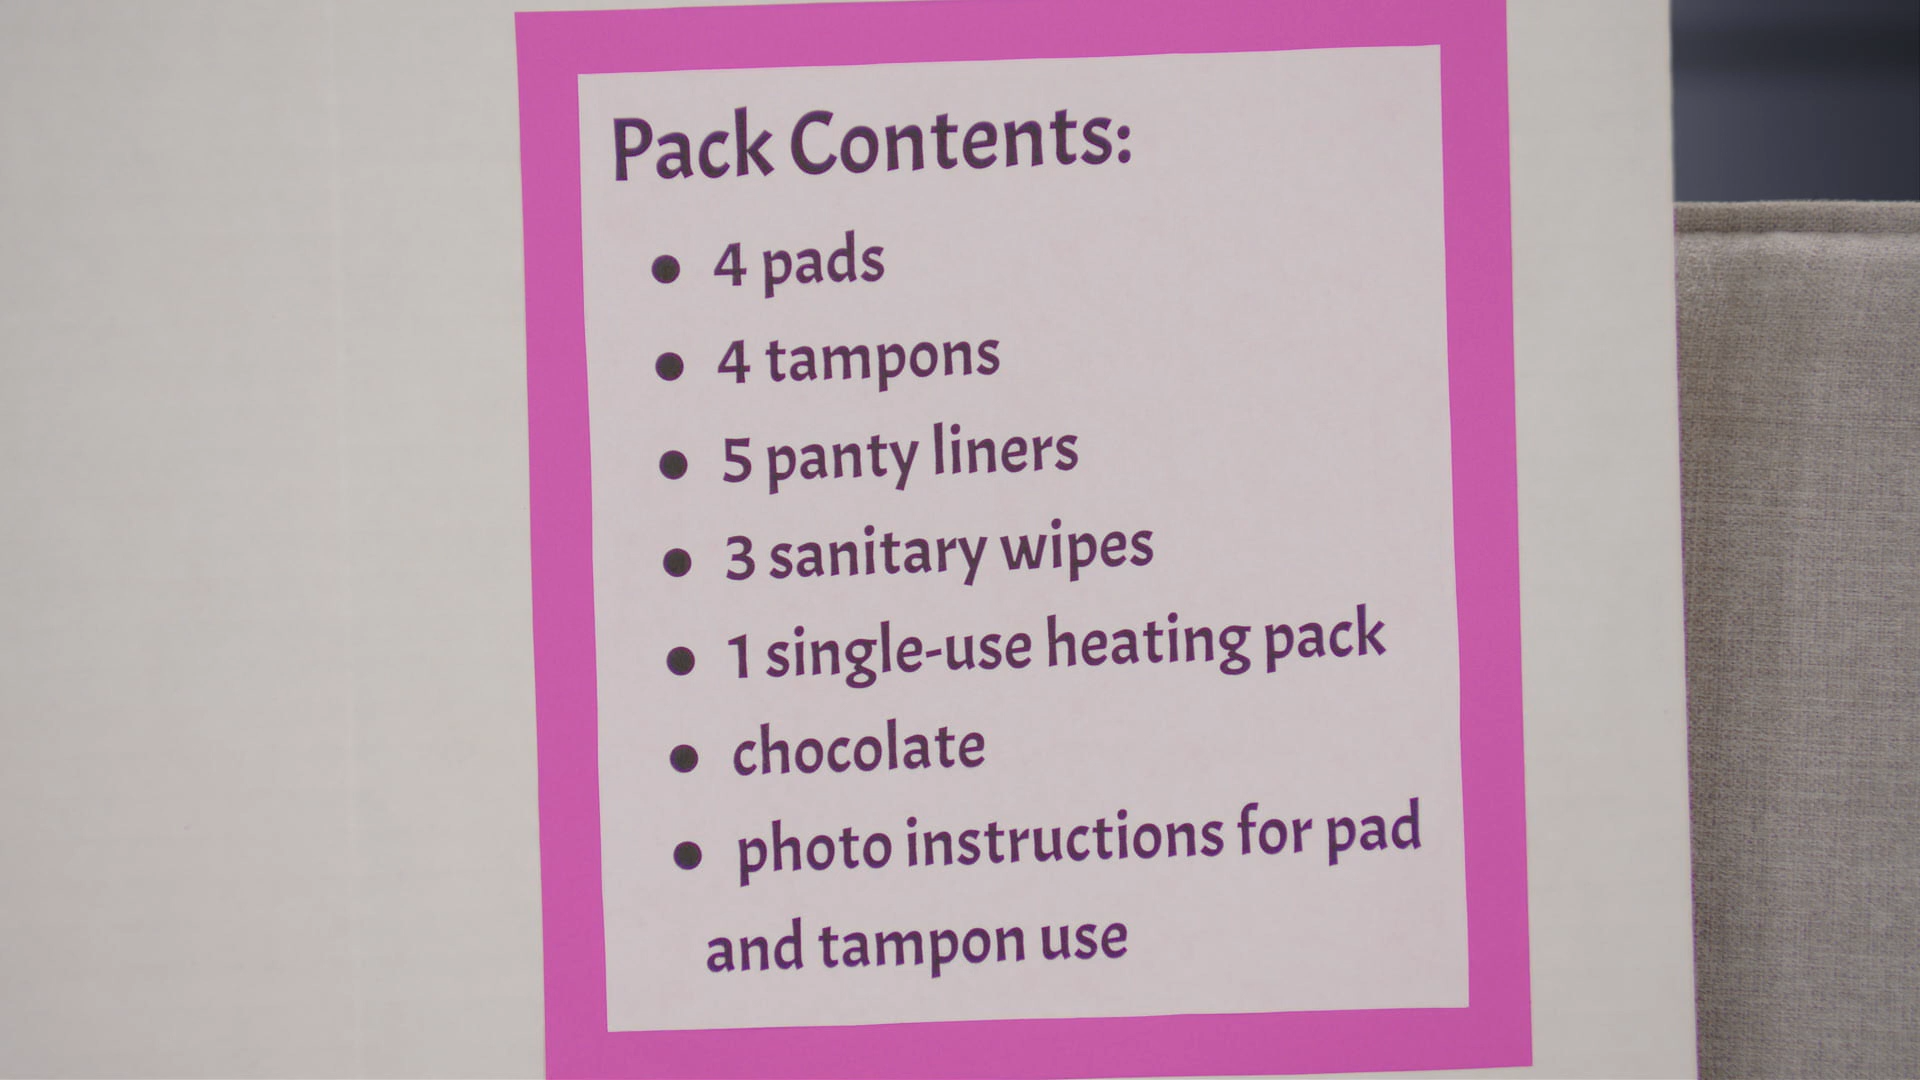 Pack Contents:
● 4 pads
● 4 tampons
● 5 panty liners
● 3 sanitary wipes
● 1 single-use heating pack
● chocolate
● photo instructions for pad
and tampon use